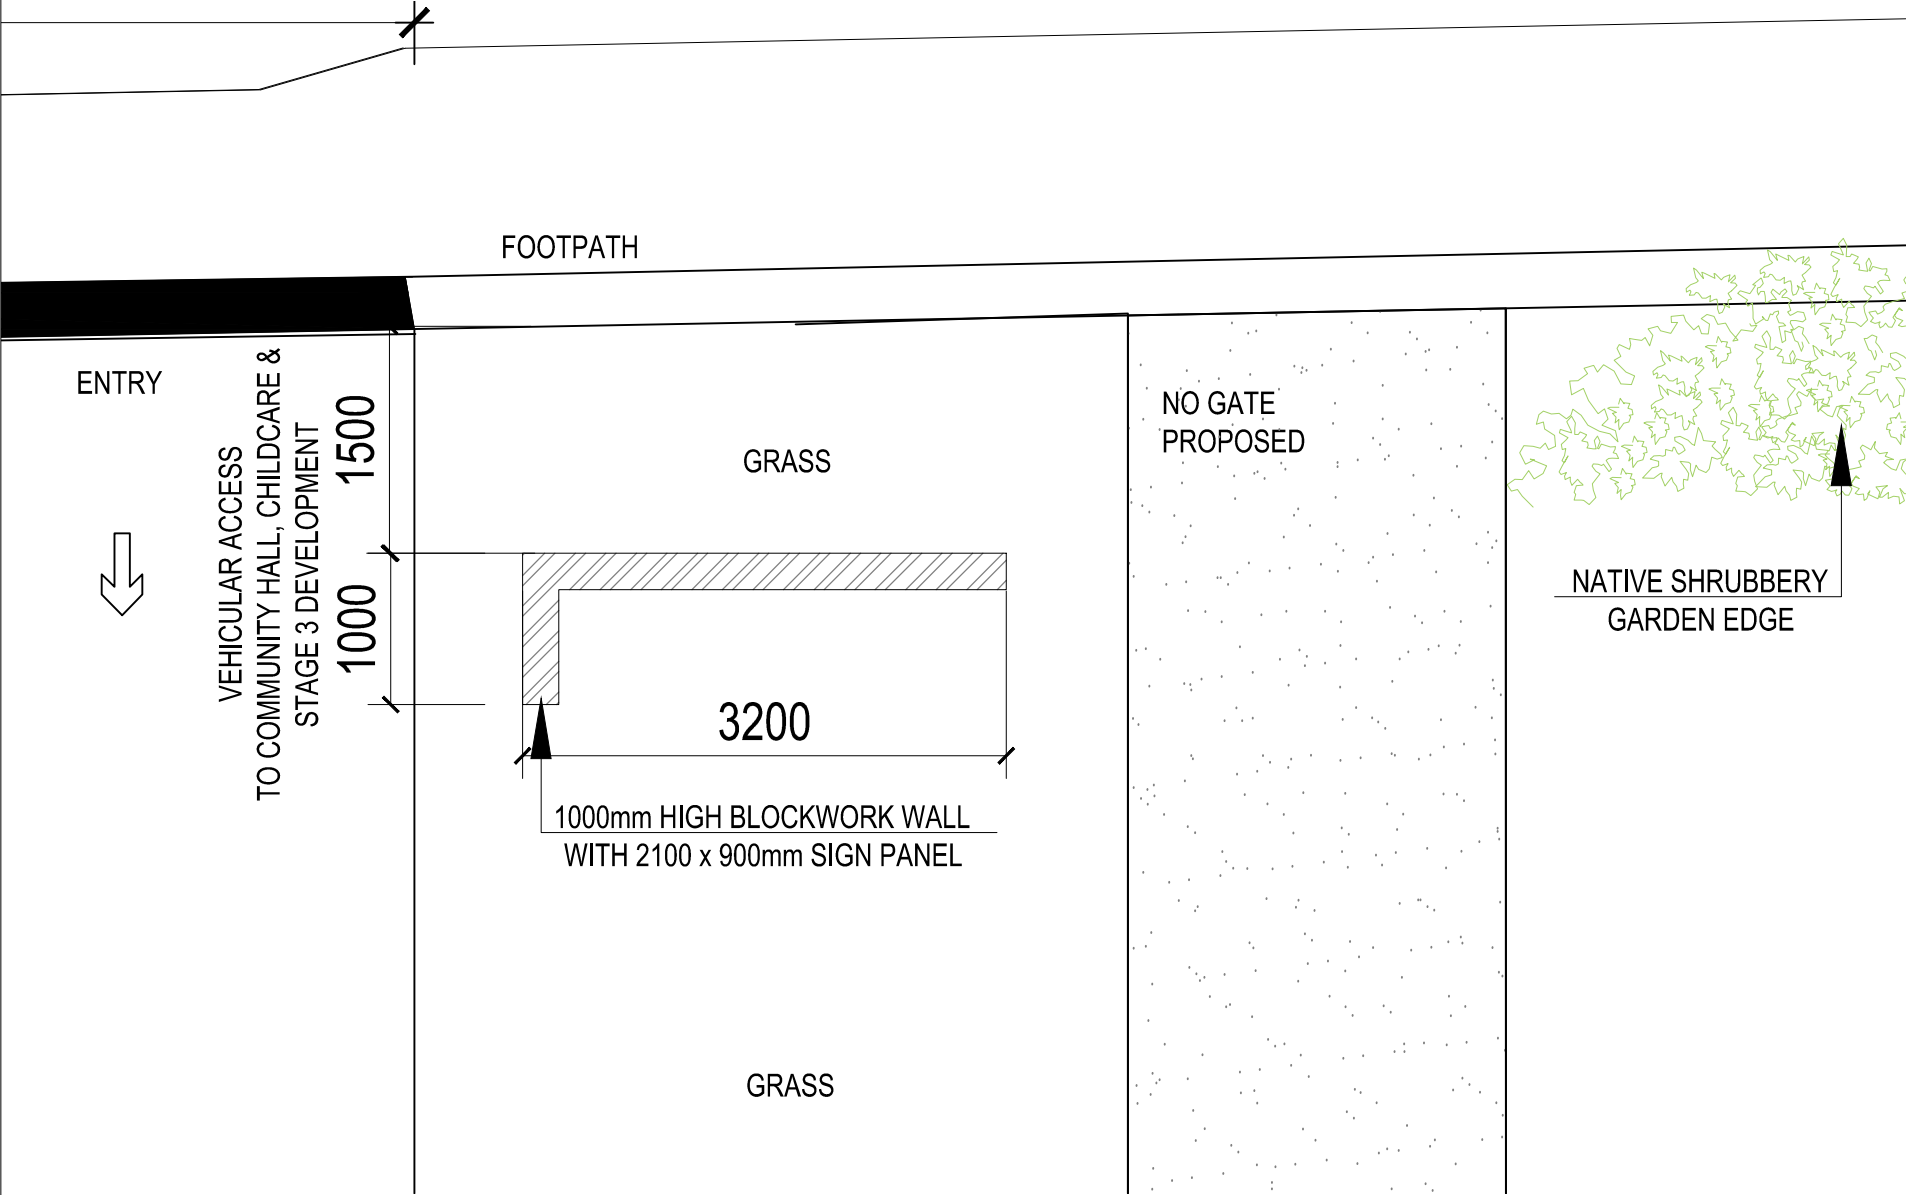 FOOTPATH
ENTRY
VEHICULAR ACCESS
TO COMMUNITY HALL, CHILDCARE &
STAGE 3 DEVELOPMENT
1500
1000
GRASS
NO GATE
PROPOSED
NATIVE SHRUBBERY
GARDEN EDGE
3200
1000mm HIGH BLOCKWORK WALL
WITH 2100 x 900mm SIGN PANEL
GRASS